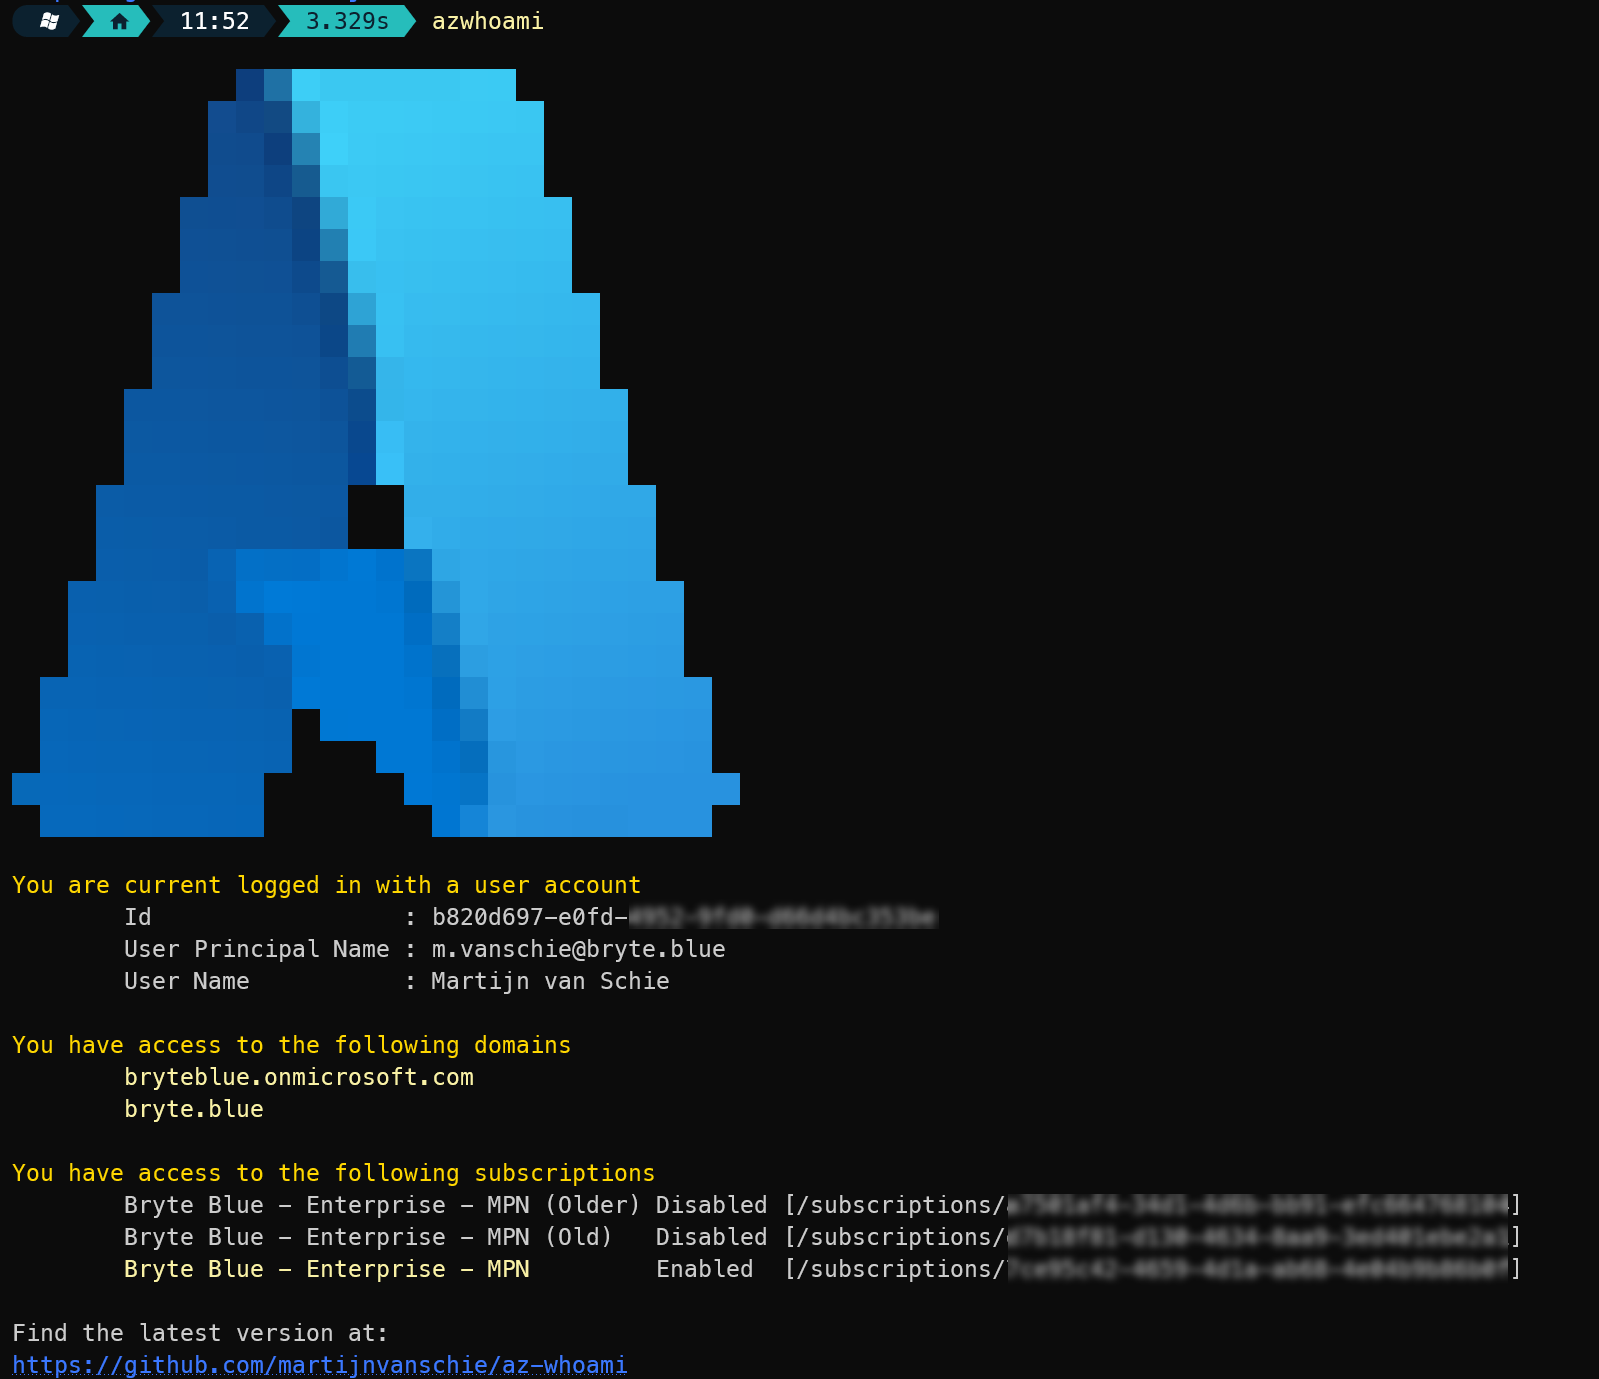 11:52 3.329s azwhoami
You are current logged in with a user account
Id : b820d697-e0fd-
User Principal Name : m.vanschie@bryte.blue
User Name : Martijn van Schie
You have access to the following domains
bryteblue.onmicrosoft.com
bryte.blue
You have access to the following subscriptions
Bryte Blue - Enterprise - MPN (Older) Disabled [/subscriptions/ ]
Bryte Blue - Enterprise - MPN (Old) Disabled [/subscriptions/ ]
Bryte Blue - Enterprise - MPN Enabled [/subscriptions/ ]
Find the latest version at:
https://github.com/martijnvanschie/az-whoami